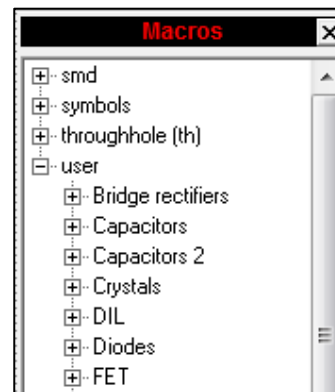 Macros
smd
symbols
throughhole (th)
user
Bridge rectifiers
Capacitors
Capacitors 2
Crystals
DIL
Diodes
FET